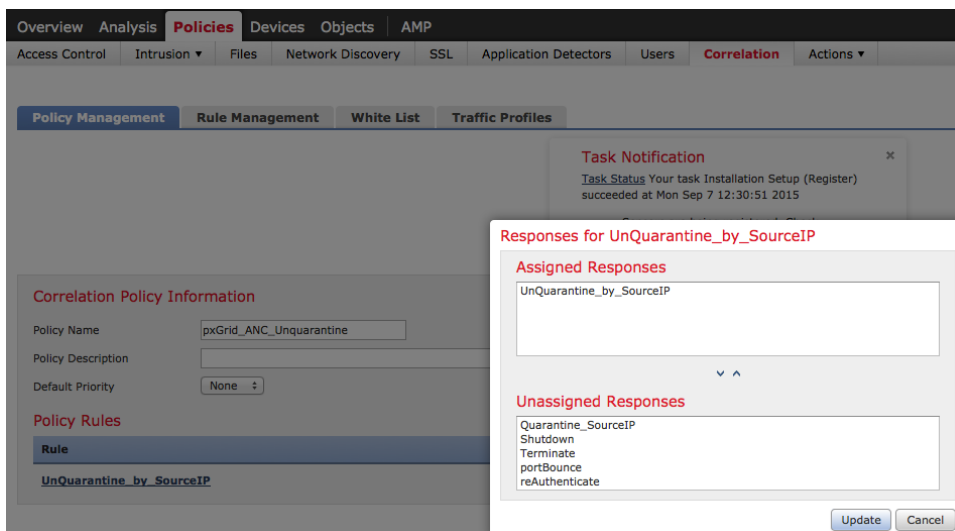 Overview Analysis Policies Devices Objects AMP
Access Control Intrusion ▾ Files Network Discovery SSL Application Detectors Users Correlation Actions ▾
Policy Management Rule Management White List Traffic Profiles
Task Notification ×
Task Status Your task Installation Setup (Register)
succeeded at Mon Sep 7 12:30:51 2015
Correlation Policy Information
Policy Name pxGrid_ANC_Unquarantine
Policy Description
Default Priority None
Policy Rules
Rule
UnQuarantine_by_SourceIP
Responses for UnQuarantine_by_SourceIP
Assigned Responses
UnQuarantine_by_SourceIP
Unassigned Responses
Quarantine_SourceIP
Shutdown
Terminate
portBounce
reAuthenticate
Update Cancel